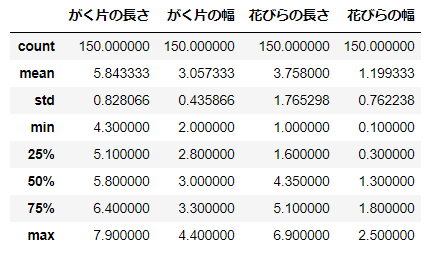 がく片の長さ がく片の幅 花びらの長さ 花びらの幅
count 150.000000 150.000000 150.000000 150.000000
mean 5.843333 3.057333 3.758000 1.199333
std 0.828066 0.435866 1.765298 0.762238
min 4.300000 2.000000 1.000000 0.100000
25% 5.100000 2.800000 1.600000 0.300000
50% 5.800000 3.000000 4.350000 1.300000
75% 6.400000 3.300000 5.100000 1.800000
max 7.900000 4.400000 6.900000 2.500000